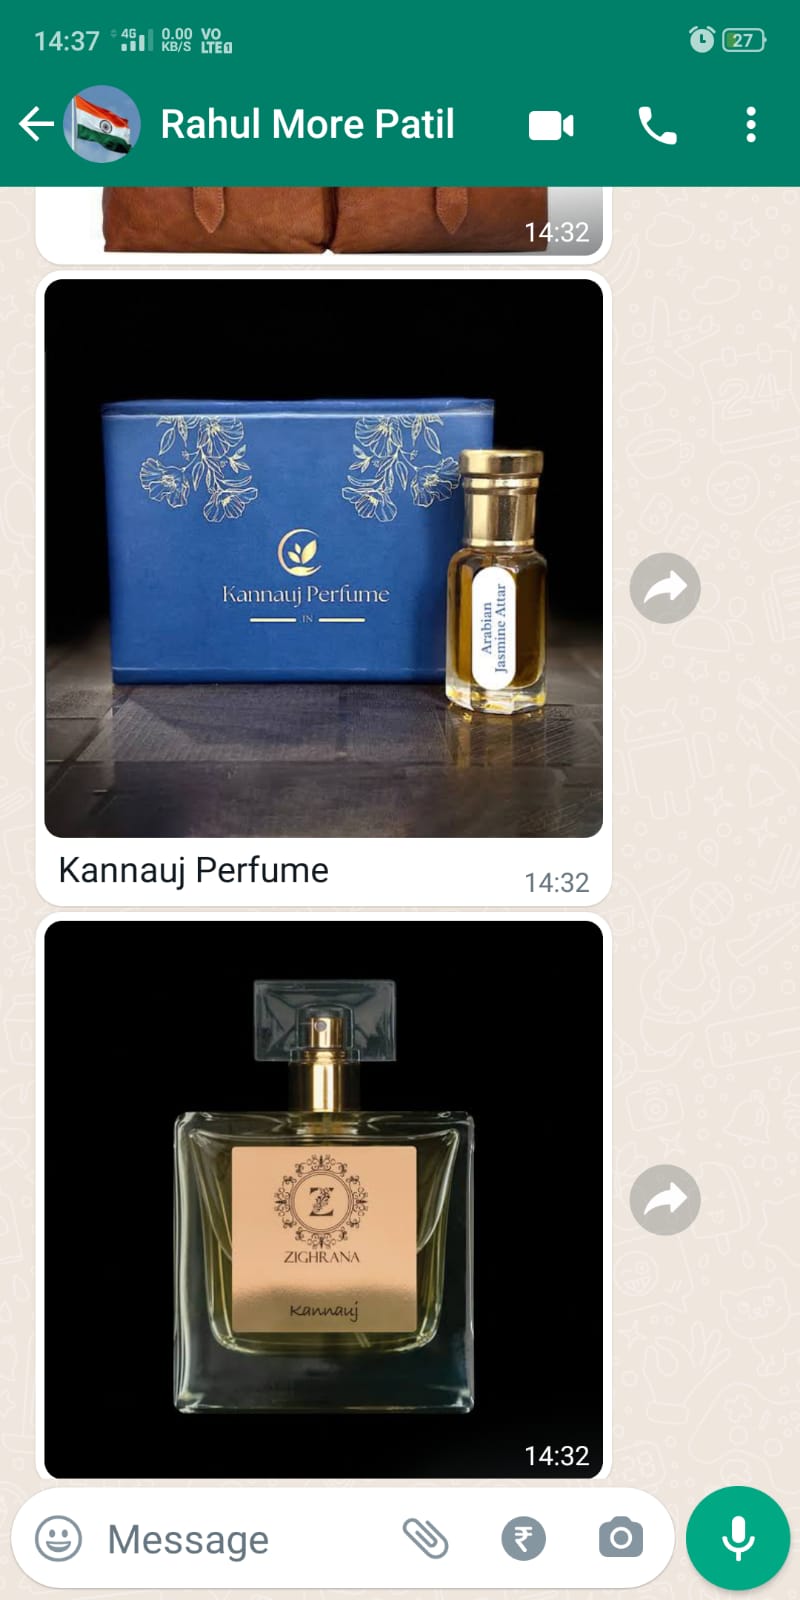 14:37 4G 0.00 KB/S VO LTE 27
Rahul More Patil
14:32
Kannauj Perfume
IN
Arabian
Jasmine Attar
Kannauj Perfume
14:32
Z
ZIGHRANA
Kannauj
14:32
Message
₹